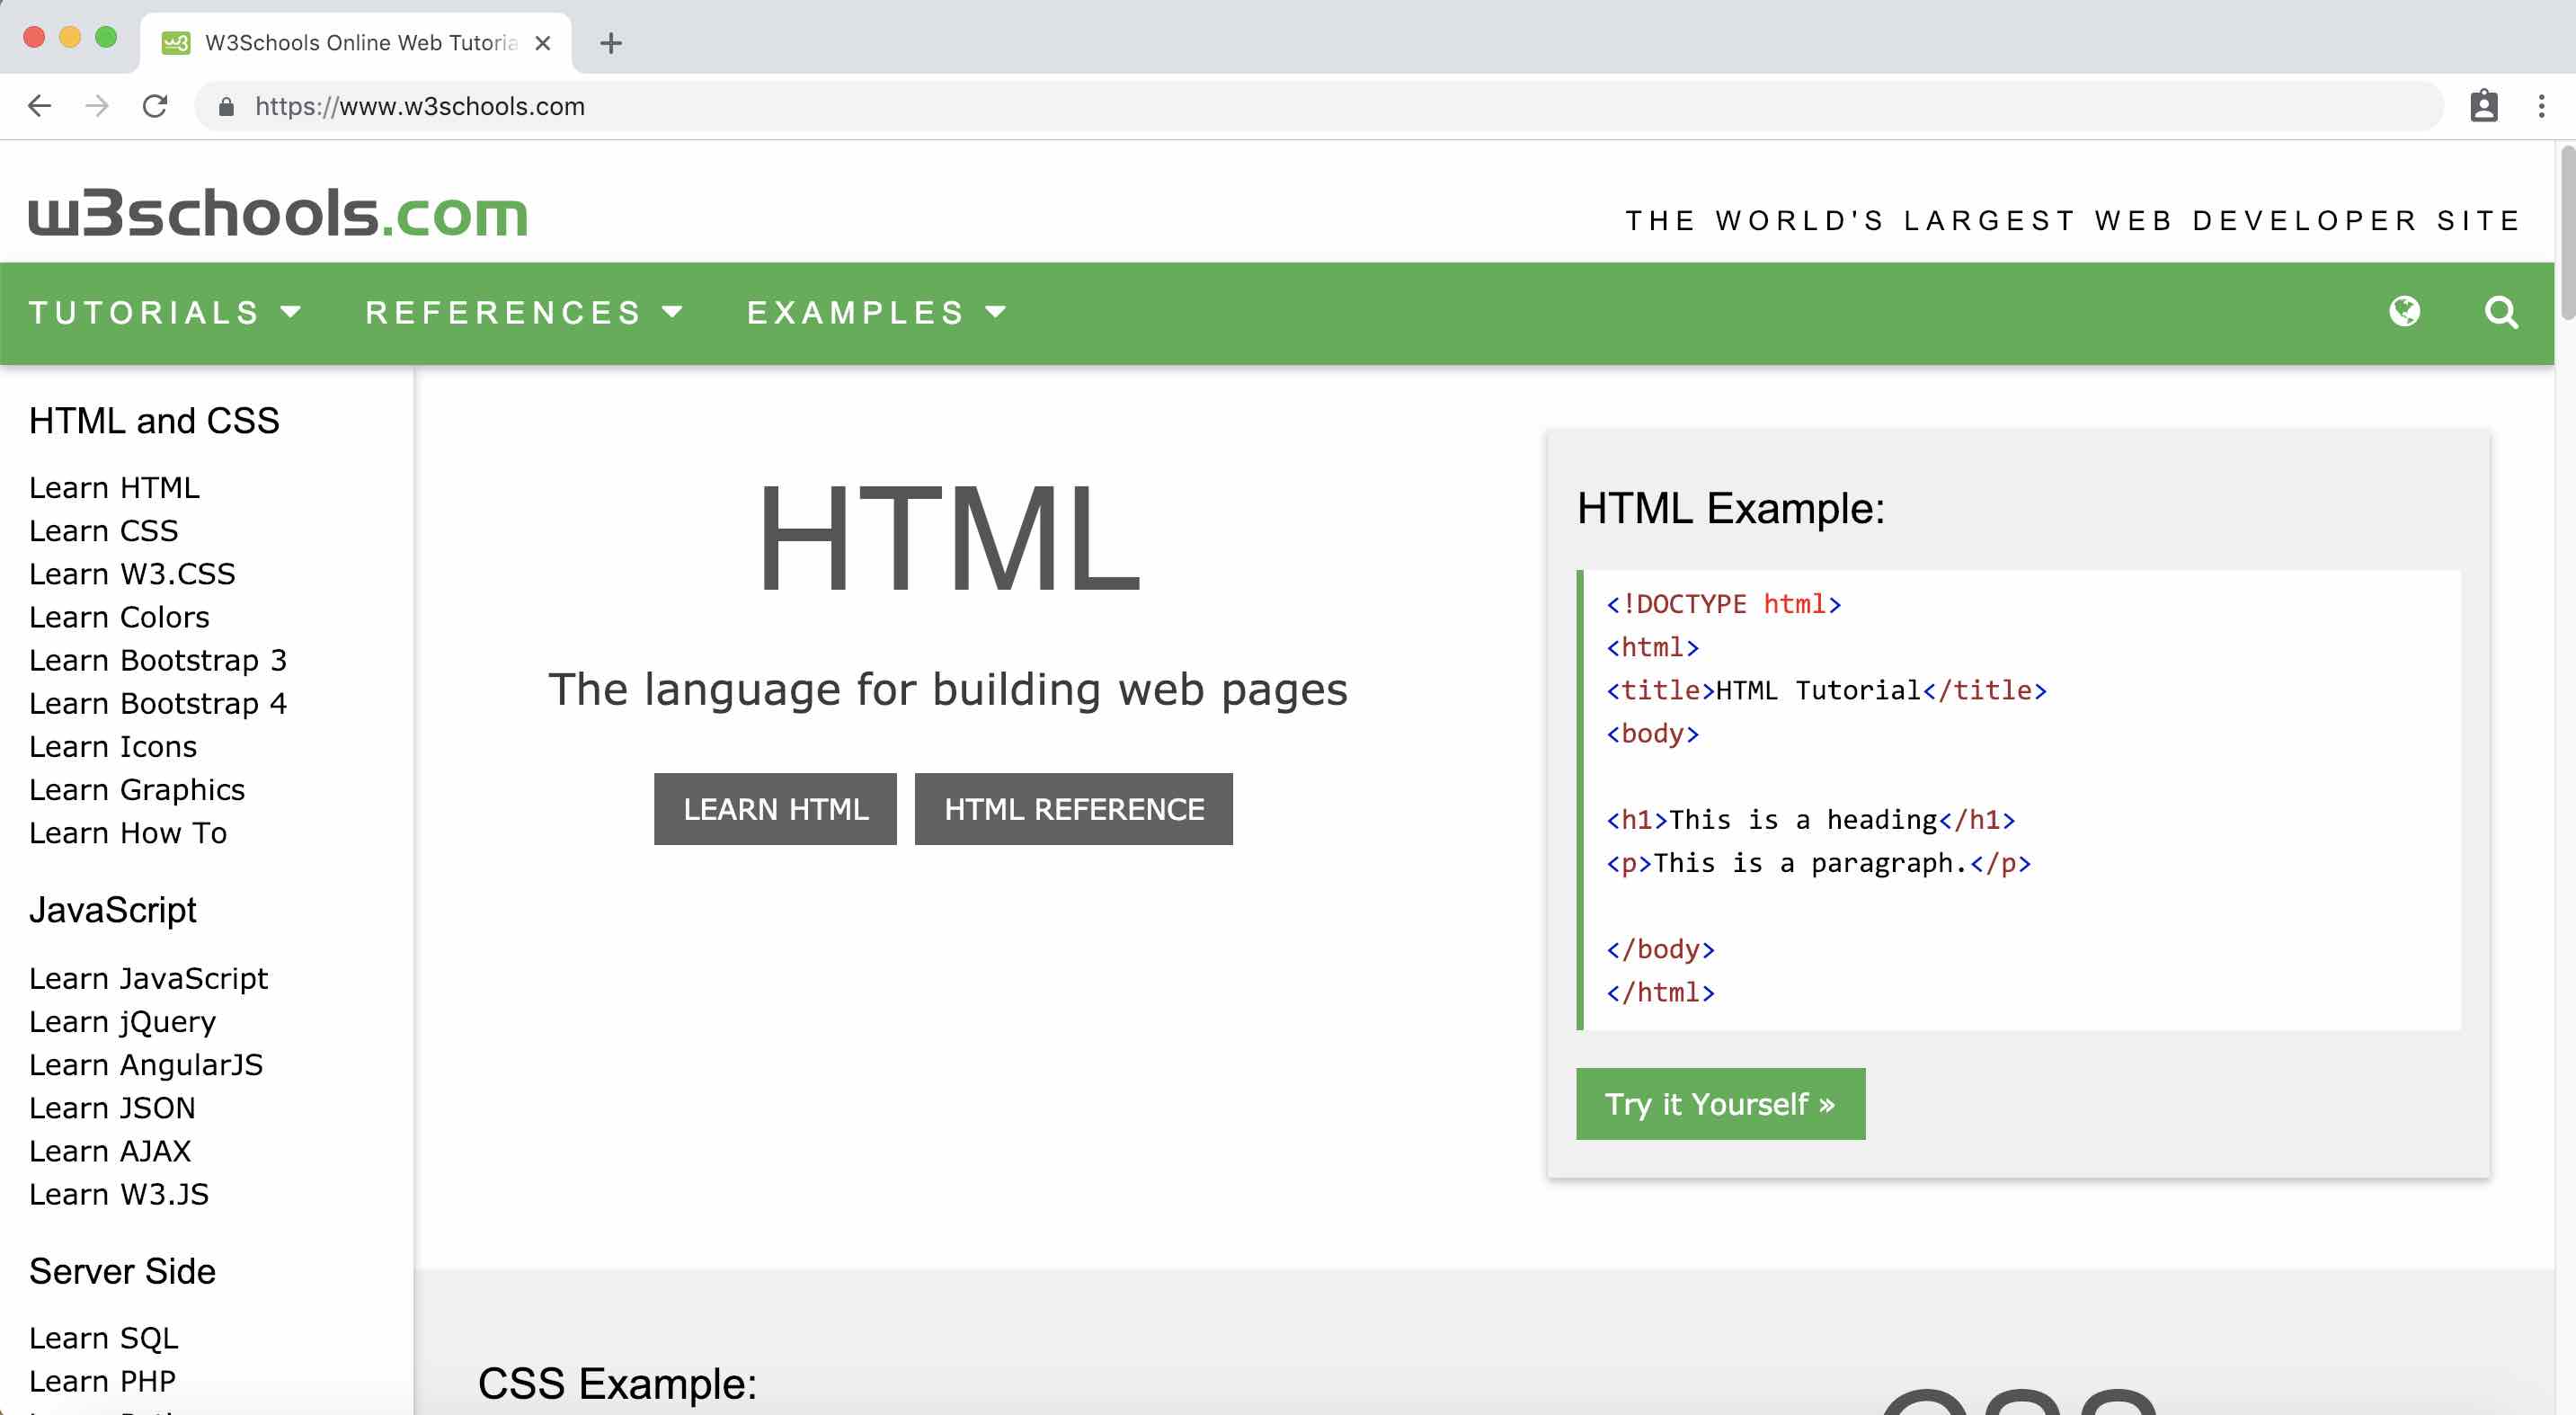 W3Schools Online Web Tutoria
https://www.w3schools.com
w3schools.com
THE WORLD'S LARGEST WEB DEVELOPER SITE
TUTORIALS REFERENCES EXAMPLES
HTML and CSS
Learn HTML
Learn CSS
Learn W3.CSS
Learn Colors
Learn Bootstrap 3
Learn Bootstrap 4
Learn Icons
Learn Graphics
Learn How To
JavaScript
Learn JavaScript
Learn jQuery
Learn AngularJS
Learn JSON
Learn AJAX
Learn W3.JS
Server Side
Learn SQL
Learn PHP
HTML
The language for building web pages
LEARN HTML HTML REFERENCE
HTML Example:
<!DOCTYPE html>
<html>
<title>HTML Tutorial</title>
<body>
<h1>This is a heading</h1>
<p>This is a paragraph.</p>
</body>
</html>
Try it Yourself »
CSS Example:
CSS